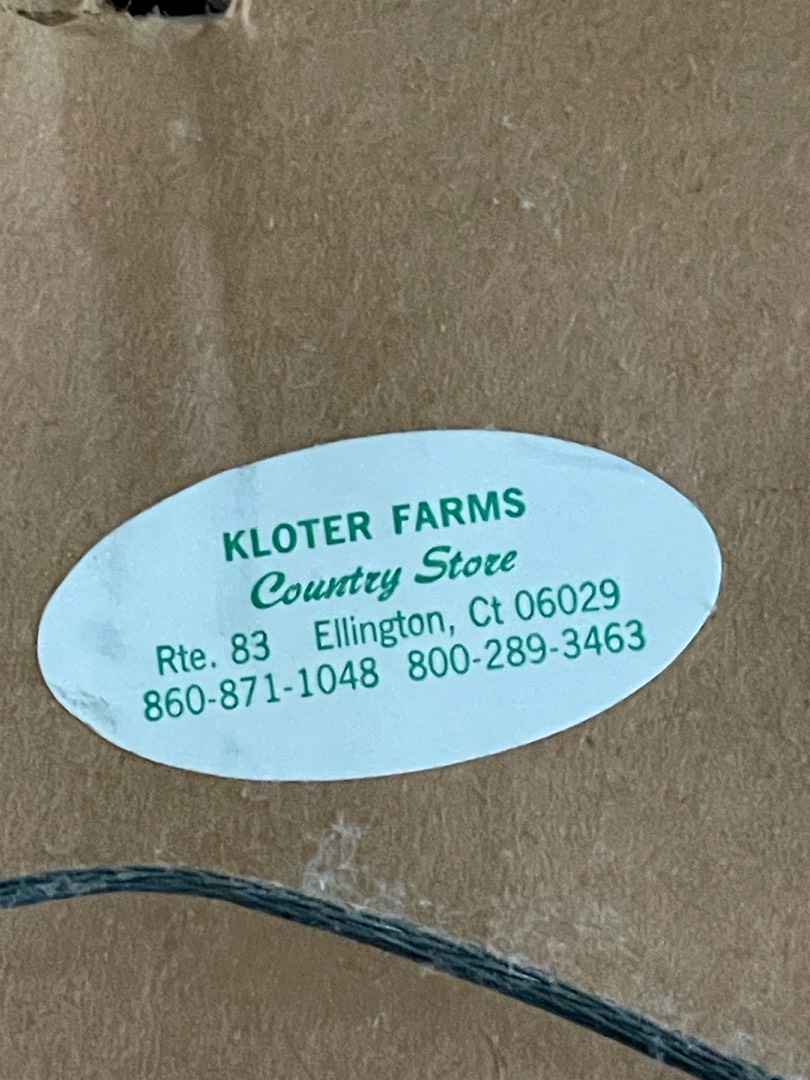 KLOTER FARMS
Country Store
Rte. 83 Ellington, Ct 06029
860-871-1048 800-289-3463